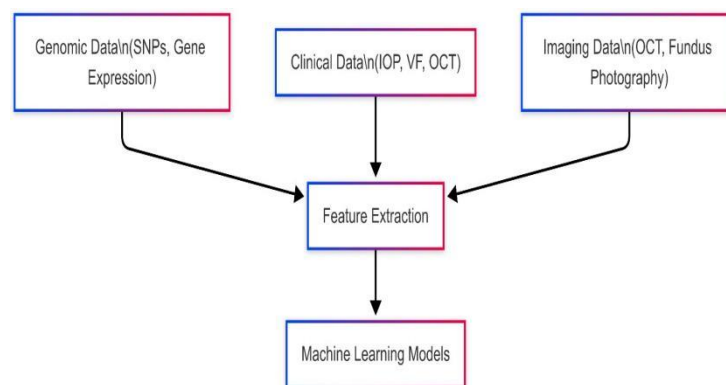 Genomic Data\n(SNPs, Gene
Expression)
Clinical Data\n(IOP, VF, OCT)
Imaging Data\n(OCT, Fundus
Photography)
Feature Extraction
Machine Learning Models